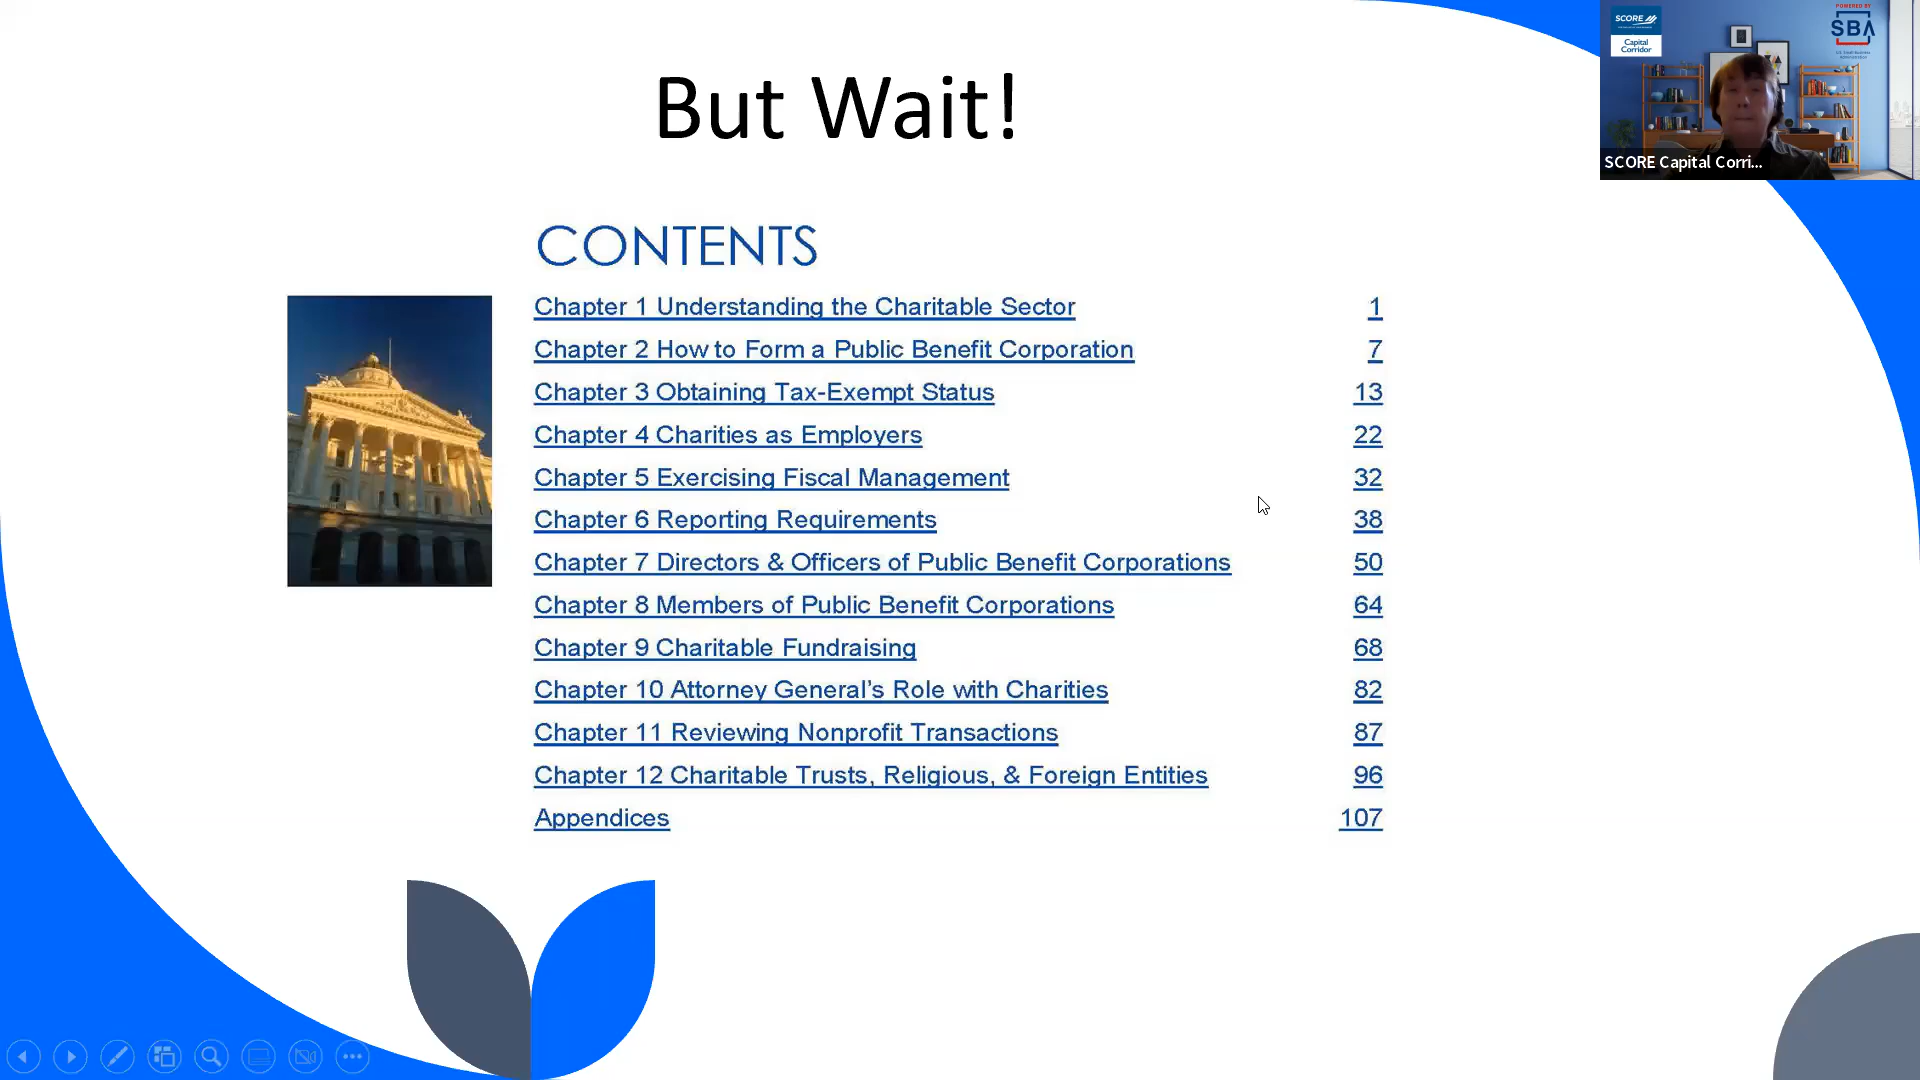 But Wait!
SCORE
Capital
Corridor
POWERED BY
SBA
SCORE Capital Corri...
CONTENTS
Chapter 1 Understanding the Charitable Sector 1
Chapter 2 How to Form a Public Benefit Corporation 7
Chapter 3 Obtaining Tax-Exempt Status 13
Chapter 4 Charities as Employers 22
Chapter 5 Exercising Fiscal Management 32
Chapter 6 Reporting Requirements 38
Chapter 7 Directors & Officers of Public Benefit Corporations 50
Chapter 8 Members of Public Benefit Corporations 64
Chapter 9 Charitable Fundraising 68
Chapter 10 Attorney General’s Role with Charities 82
Chapter 11 Reviewing Nonprofit Transactions 87
Chapter 12 Charitable Trusts, Religious, & Foreign Entities 96
Appendices 107